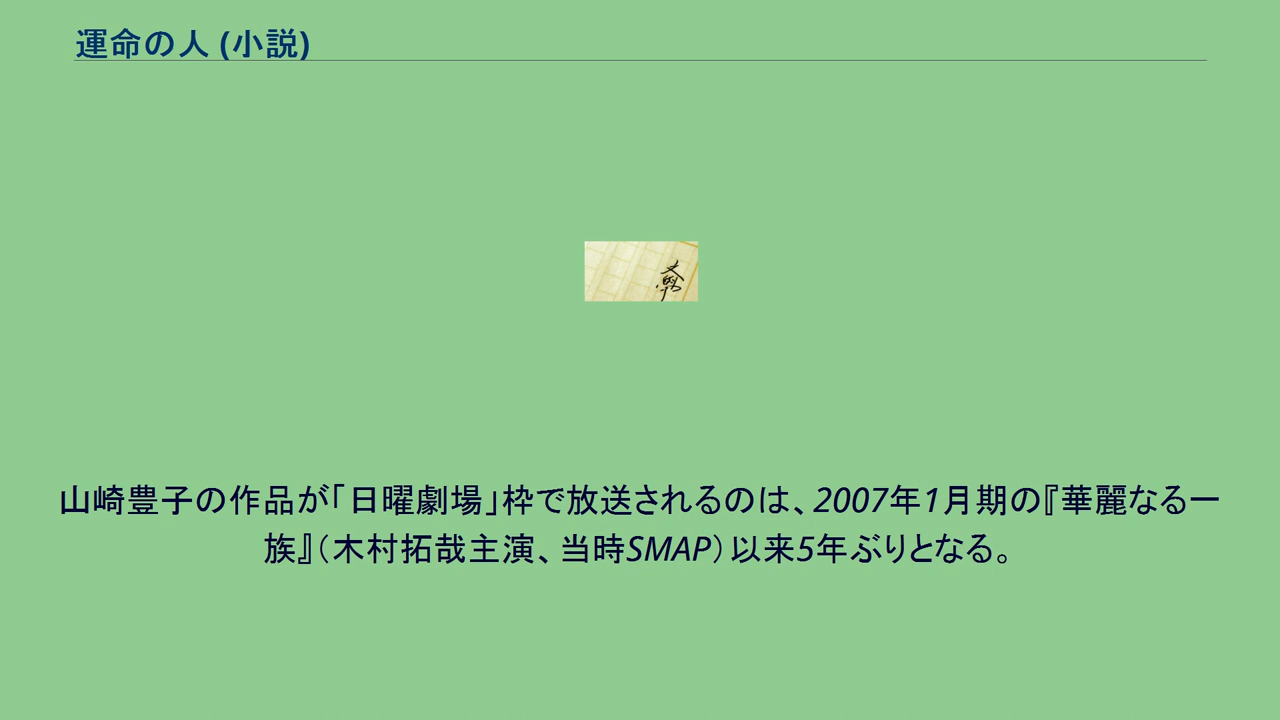 運命の人 (小説)
山崎豊子の作品が「日曜劇場」枠で放送されるのは、2007年1月期の『華麗なる一
族』（木村拓哉主演、当時SMAP）以来5年ぶりとなる。